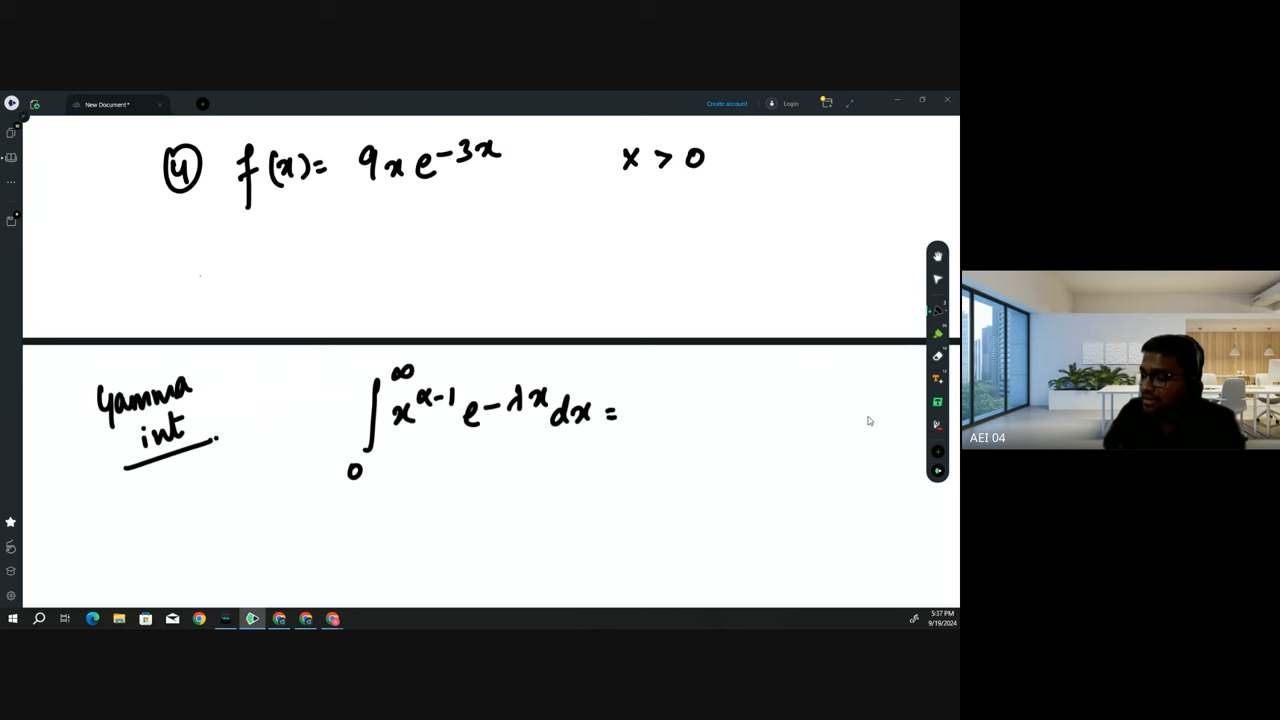 New Document*
Create account
Login
④ f(x) = 9x e^{-3x} x > 0
Gamma
int
∫_0^∞ x^{α-1} e^{-λx} dx =
AEI 04
5:37 PM
9/19/2024